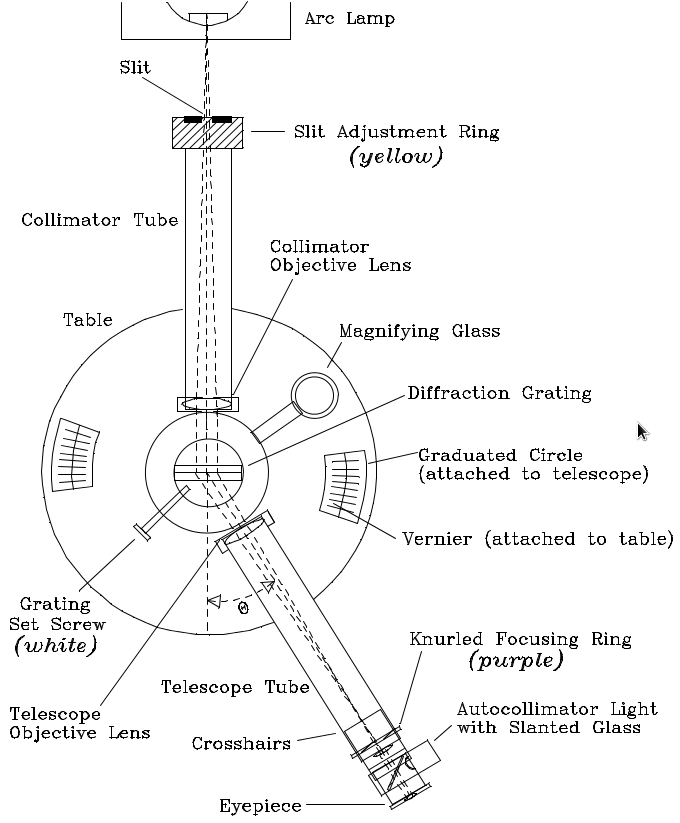 Arc Lamp
Slit
Slit Adjustment Ring
(yellow)
Collimator Tube
Collimator
Objective Lens
Table
Magnifying Glass
Diffraction Grating
Graduated Circle
(attached to telescope)
Vernier (attached to table)
Grating
Set Screw
(white)
Θ
Knurled Focusing Ring
(purple)
Telescope Tube
Telescope
Objective Lens
Autocollimator Light
with Slanted Glass
Crosshairs
Eyepiece